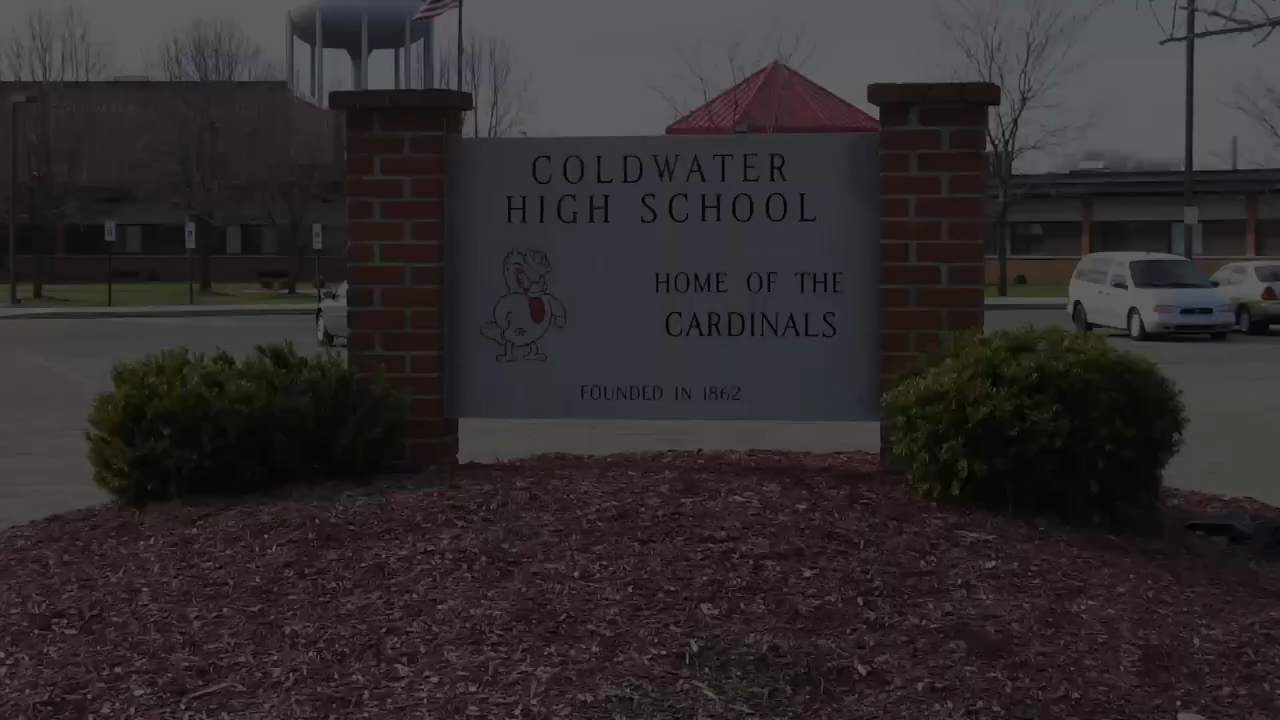 COLDWATER
HIGH SCHOOL
HOME OF THE
CARDINALS
FOUNDED IN 1862